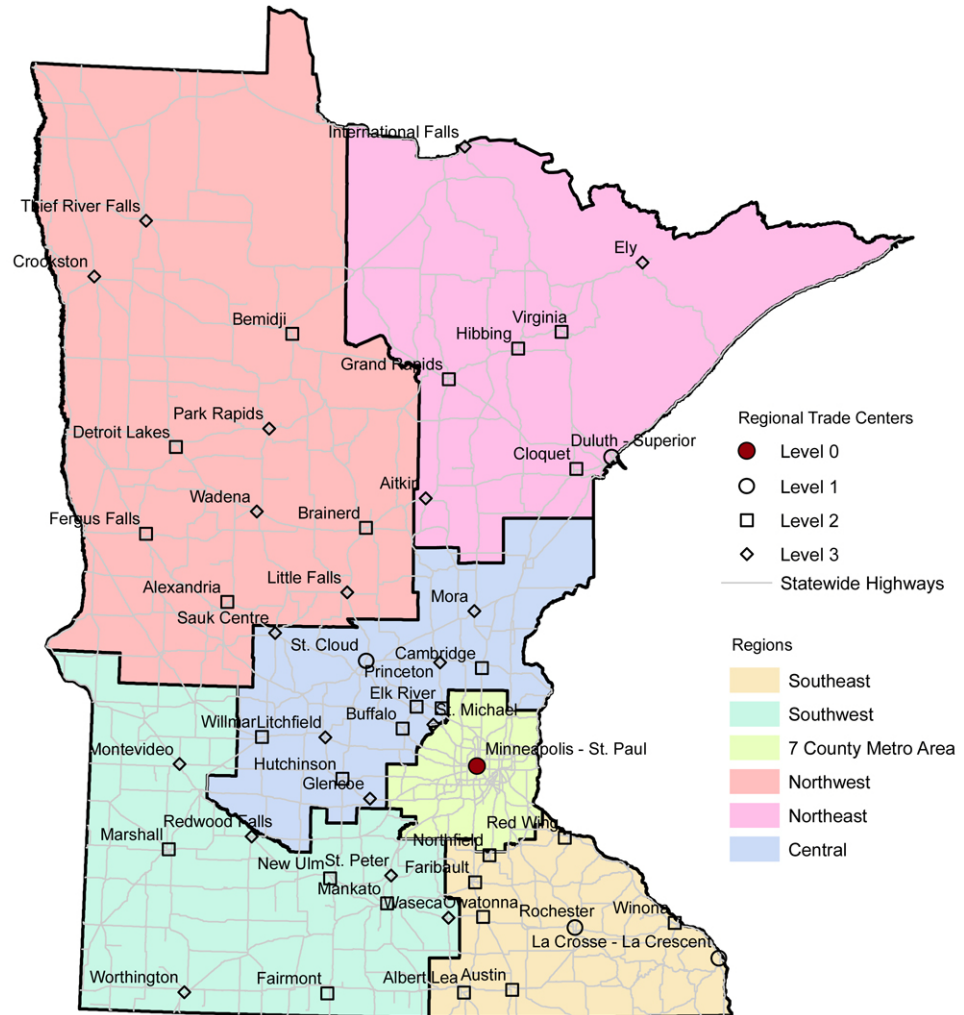 International Falls
Thief River Falls
Ely
Crookston
Bemidji
Virginia
Hibbing
Grand Rapids
Park Rapids
Detroit Lakes
Duluth - Superior
Cloquet
Aitkin
Wadena
Brainerd
Fergus Falls
Little Falls
Alexandria
Mora
Sauk Centre
St. Cloud
Cambridge
Princeton
Elk River
St. Michael
Buffalo
Willmar
Litchfield
Montevideo
Minneapolis - St. Paul
Hutchinson
Glencoe
Redwood Falls
Red Wing
Marshall
Northfield
New Ulm
St. Peter
Faribault
Mankato
Waseca
Owatonna
Rochester
Winona
La Crosse - La Crescent
Worthington
Fairmont
Albert Lea
Austin
Regional Trade Centers
Level 0
Level 1
Level 2
Level 3
Statewide Highways
Regions
Southeast
Southwest
7 County Metro Area
Northwest
Northeast
Central